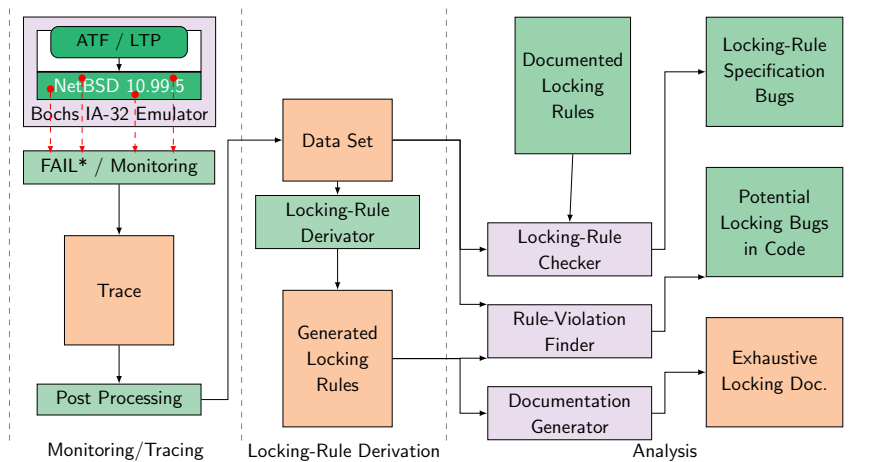 ATF / LTP
NetBSD 10.99.5
Bochs IA-32 Emulator
FAIL* / Monitoring
Trace
Post Processing
Monitoring/Tracing
Data Set
Locking-Rule
Derivator
Generated
Locking
Rules
Locking-Rule Derivation
Documented
Locking
Rules
Locking-Rule
Checker
Rule-Violation
Finder
Documentation
Generator
Locking-Rule
Specification
Bugs
Potential
Locking Bugs
in Code
Exhaustive
Locking Doc.
Analysis